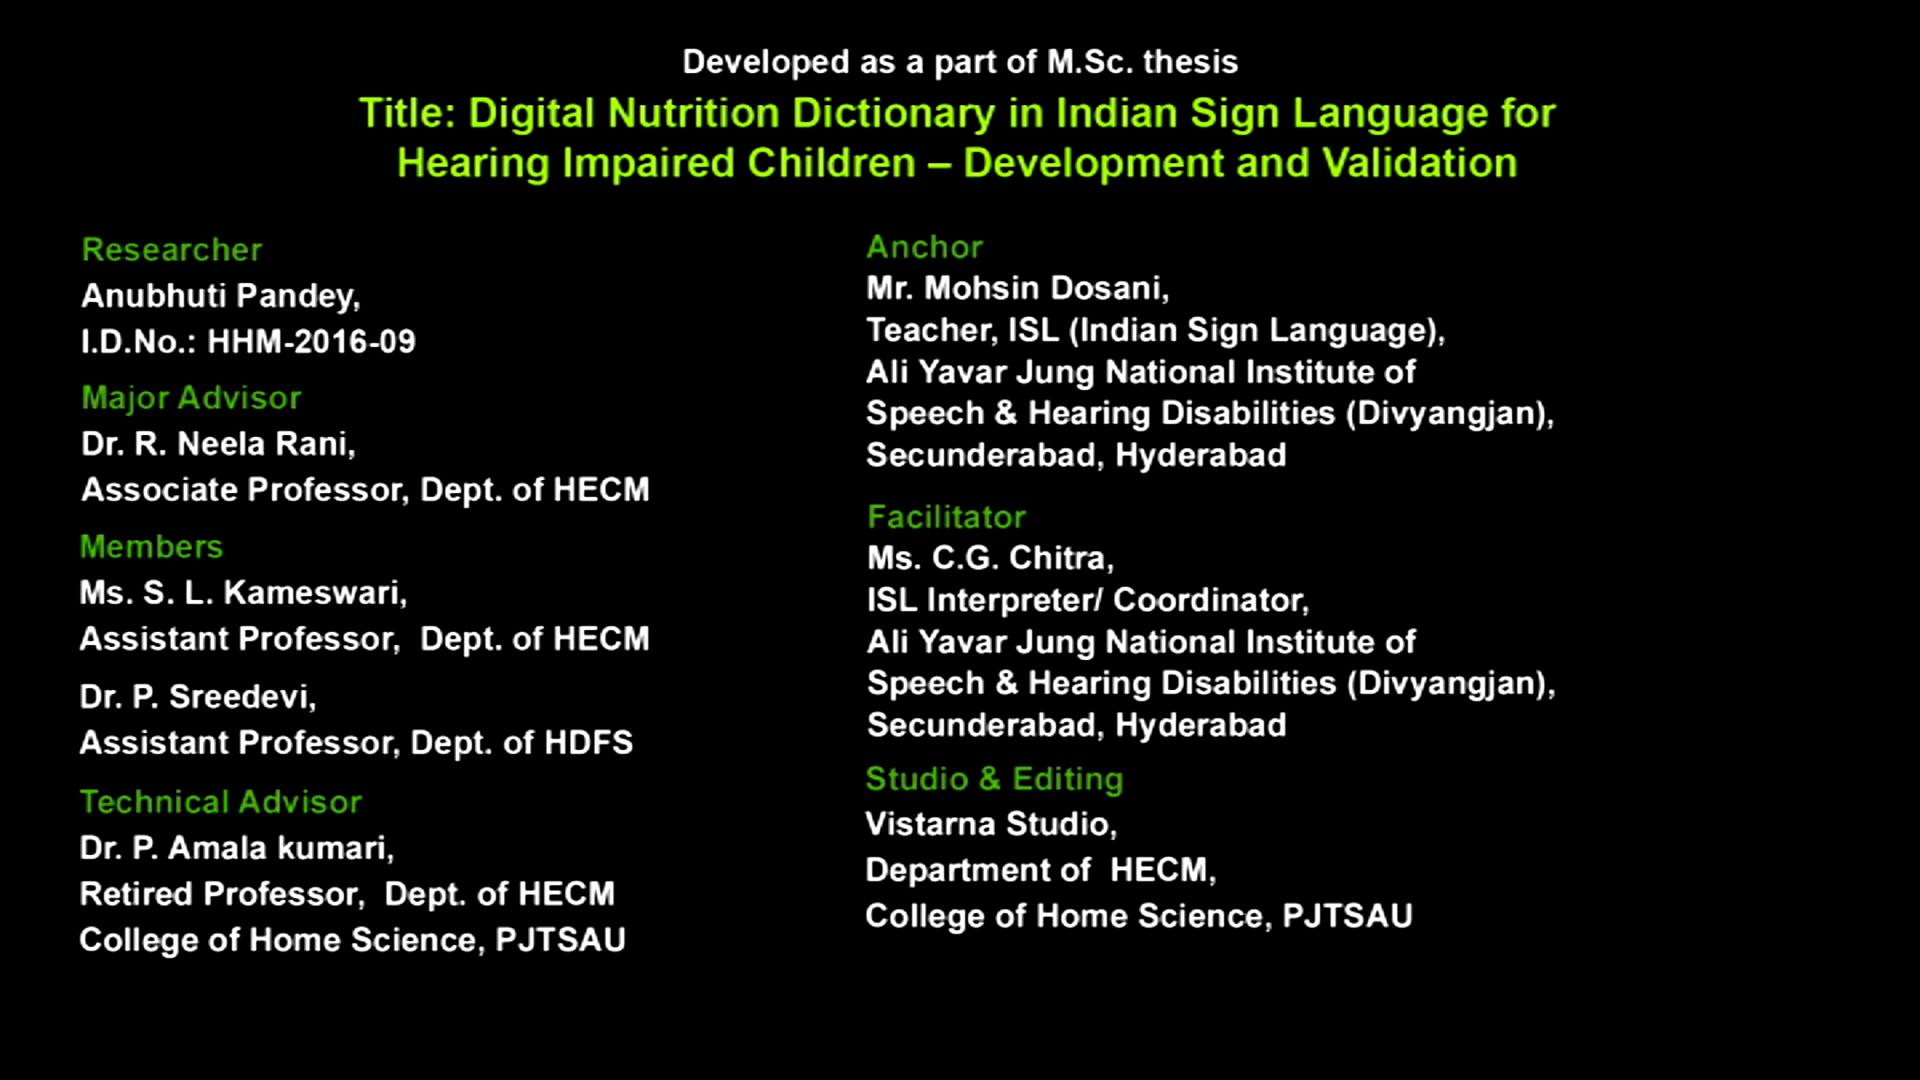 Developed as a part of M.Sc. thesis
Title: Digital Nutrition Dictionary in Indian Sign Language for
Hearing Impaired Children – Development and Validation
Researcher
Anubhuti Pandey,
I.D.No.: HHM-2016-09
Major Advisor
Dr. R. Neela Rani,
Associate Professor, Dept. of HECM
Members
Ms. S. L. Kameswari,
Assistant Professor,  Dept. of HECM
Dr. P. Sreedevi,
Assistant Professor, Dept. of HDFS
Technical Advisor
Dr. P. Amala kumari,
Retired Professor,  Dept. of HECM
College of Home Science, PJTSAU
Anchor
Mr. Mohsin Dosani,
Teacher, ISL (Indian Sign Language),
Ali Yavar Jung National Institute of
Speech & Hearing Disabilities (Divyangjan),
Secunderabad, Hyderabad
Facilitator
Ms. C.G. Chitra,
ISL Interpreter/ Coordinator,
Ali Yavar Jung National Institute of
Speech & Hearing Disabilities (Divyangjan),
Secunderabad, Hyderabad
Studio & Editing
Vistarna Studio,
Department of  HECM,
College of Home Science, PJTSAU